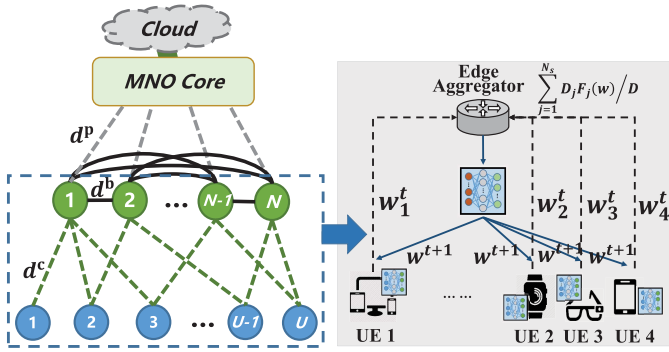 Cloud
MNO Core
d^p
d^b
1
2
...
N-1
N
d^c
1
2
3
...
U-1
U
Edge
Aggregator
\sum_{j=1}^{N_s} D_j F_j(w) / D
w_1^t
w_2^t
w_3^t
w_4^t
w^{t+1}
w^{t+1}
w^{t+1}
w^{t+1}
... ...
UE 1
UE 2
UE 3
UE 4